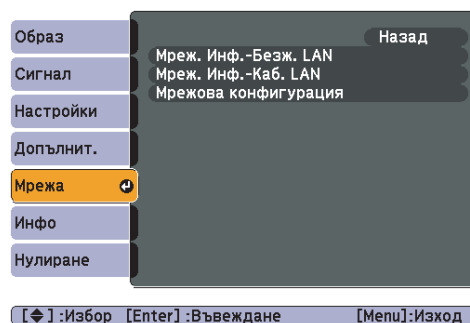 Образ
Сигнал
Настройки
Допълнит.
Мрежа
Инфо
Нулиране
Назад
Мреж. Инф.-Безж. LAN
Мреж. Инф.-Каб. LAN
Мрежова конфигурация
[◆] :Избор [Enter] :Въвеждане [Menu]:Изход